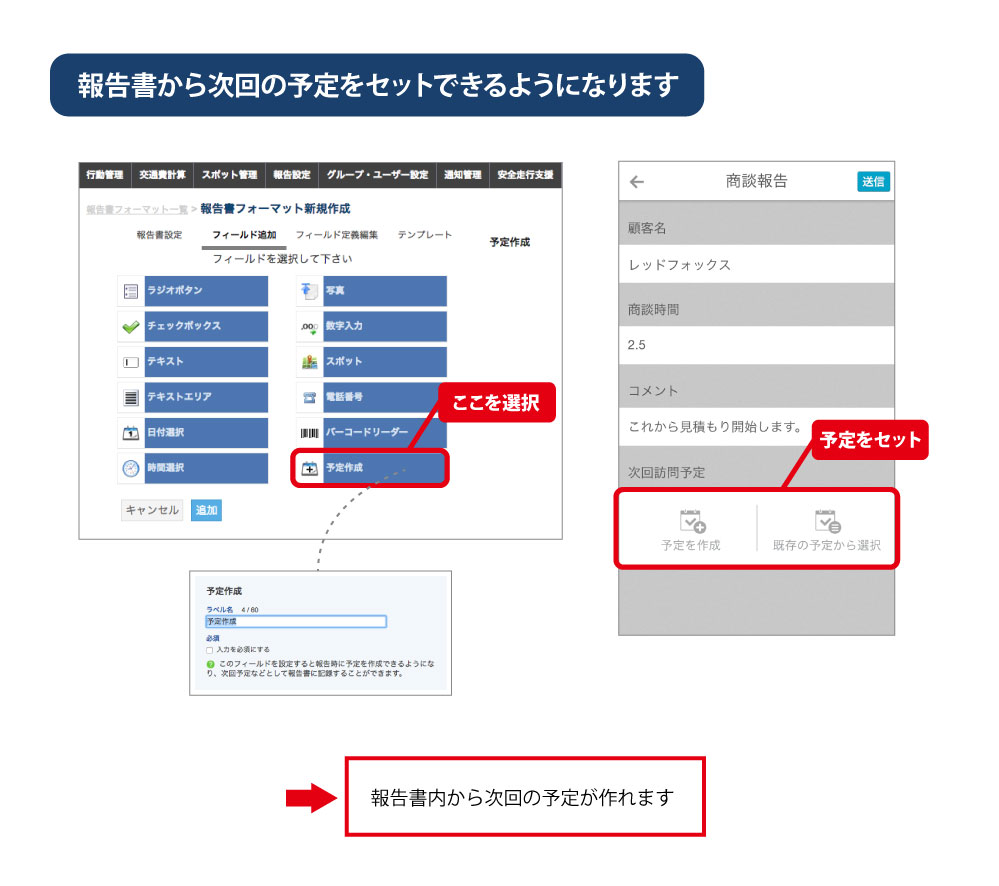 報告書から次回の予定をセットできるようになります
行動管理 交通費計算 スポット管理 報告設定 グループ・ユーザー設定 通知管理 安全走行支援
報告書フォーマット一覧 > 報告書フォーマット新規作成
報告書設定 フィールド追加 フィールド定義編集 テンプレート 予定作成
フィールドを選択して下さい
ラジオボタン 写真
チェックボックス .00 数字入力
テキスト スポット
テキストエリア 電話番号
1 日付選択 バーコードリーダー
時間選択 予定作成
ここを選択
キャンセル 追加
予定作成
ラベル名 4 / 60
予定作成
必須
入力を必須にする
? このフィールドを設定すると報告時に予定を作成できるようにな
り、次回予定などとして報告書に記録することができます。
← 商談報告 送信
顧客名
レッドフォックス
商談時間
2.5
コメント
これから見積もり開始します。
予定をセット
次回訪問予定
予定を作成 既存の予定から選択
報告書内から次回の予定が作れます